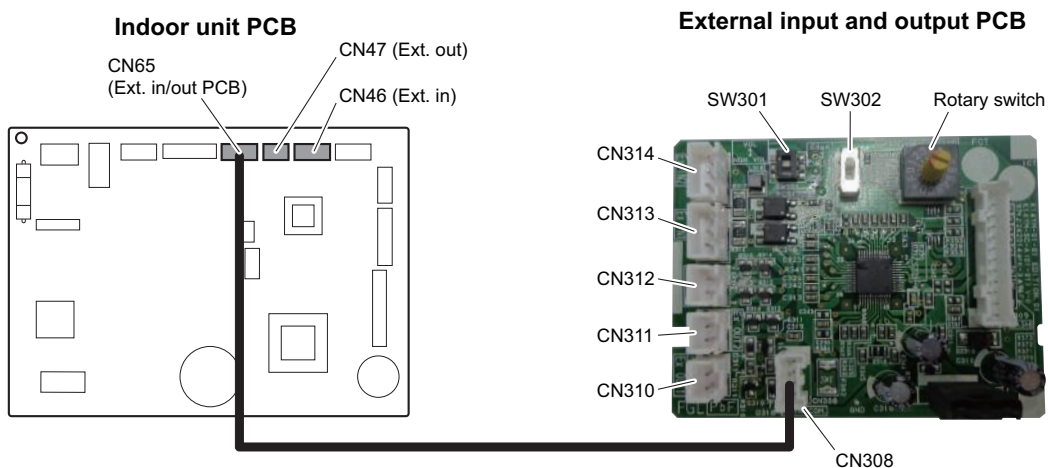 Indoor unit PCB
External input and output PCB
CN65
(Ext. in/out PCB)
CN47 (Ext. out)
CN46 (Ext. in)
SW301
SW302
Rotary switch
CN314
CN313
CN312
CN311
CN310
CN308